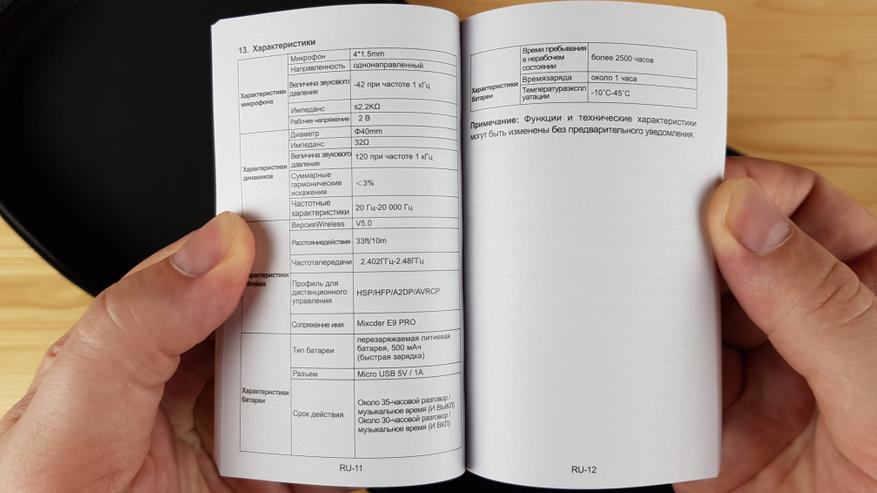 13. Характеристики
Характеристики
микрофона
Микрофон 4*1.5mm
Направленность однонаправленный
Величина звукового
давления
-42 при частоте 1 кГц
Импеданс ≤2.2KΩ
Рабочее напряжение 2 В
Характеристики
динамиков
Диаметр Φ40mm
Импеданс 32Ω
Величина звукового
давления
120 при частоте 1 кГц
Суммарные
гармонические
искажения
<3%
Частотные
характеристики
20 Гц-20 000 Гц
Характеристики
wireless
ВерсияWireless V5.0
Расстояниедействия 33ft/10m
Частотапередачи 2.402ГГц-2.48ГГц
Профиль для
дистанционного
управления
HSP/HFP/A2DP/AVRCP
Сопряжение имя Mixcder E9 PRO
Характеристики
батареи
Тип батареи
перезаряжаемая литиевая
батарея, 500 мАч
(быстрая зарядка)
Разъем Micro USB 5V / 1A
Срок действия
Около 35-часовой разговор /
музыкальное время (И ВЫКЛ)
Около 30-часовой разговор /
музыкальное время (И ВКЛ)
RU-11
Характеристики
батареи
Время пребывания
в нерабочем
состоянии
более 2500 часов
Времязаряда около 1 часа
Температураэкспл
уатации
-10˚C-45˚C
Примечание: Функции и технические характеристики
могут быть изменены без предварительного уведомления.
RU-12